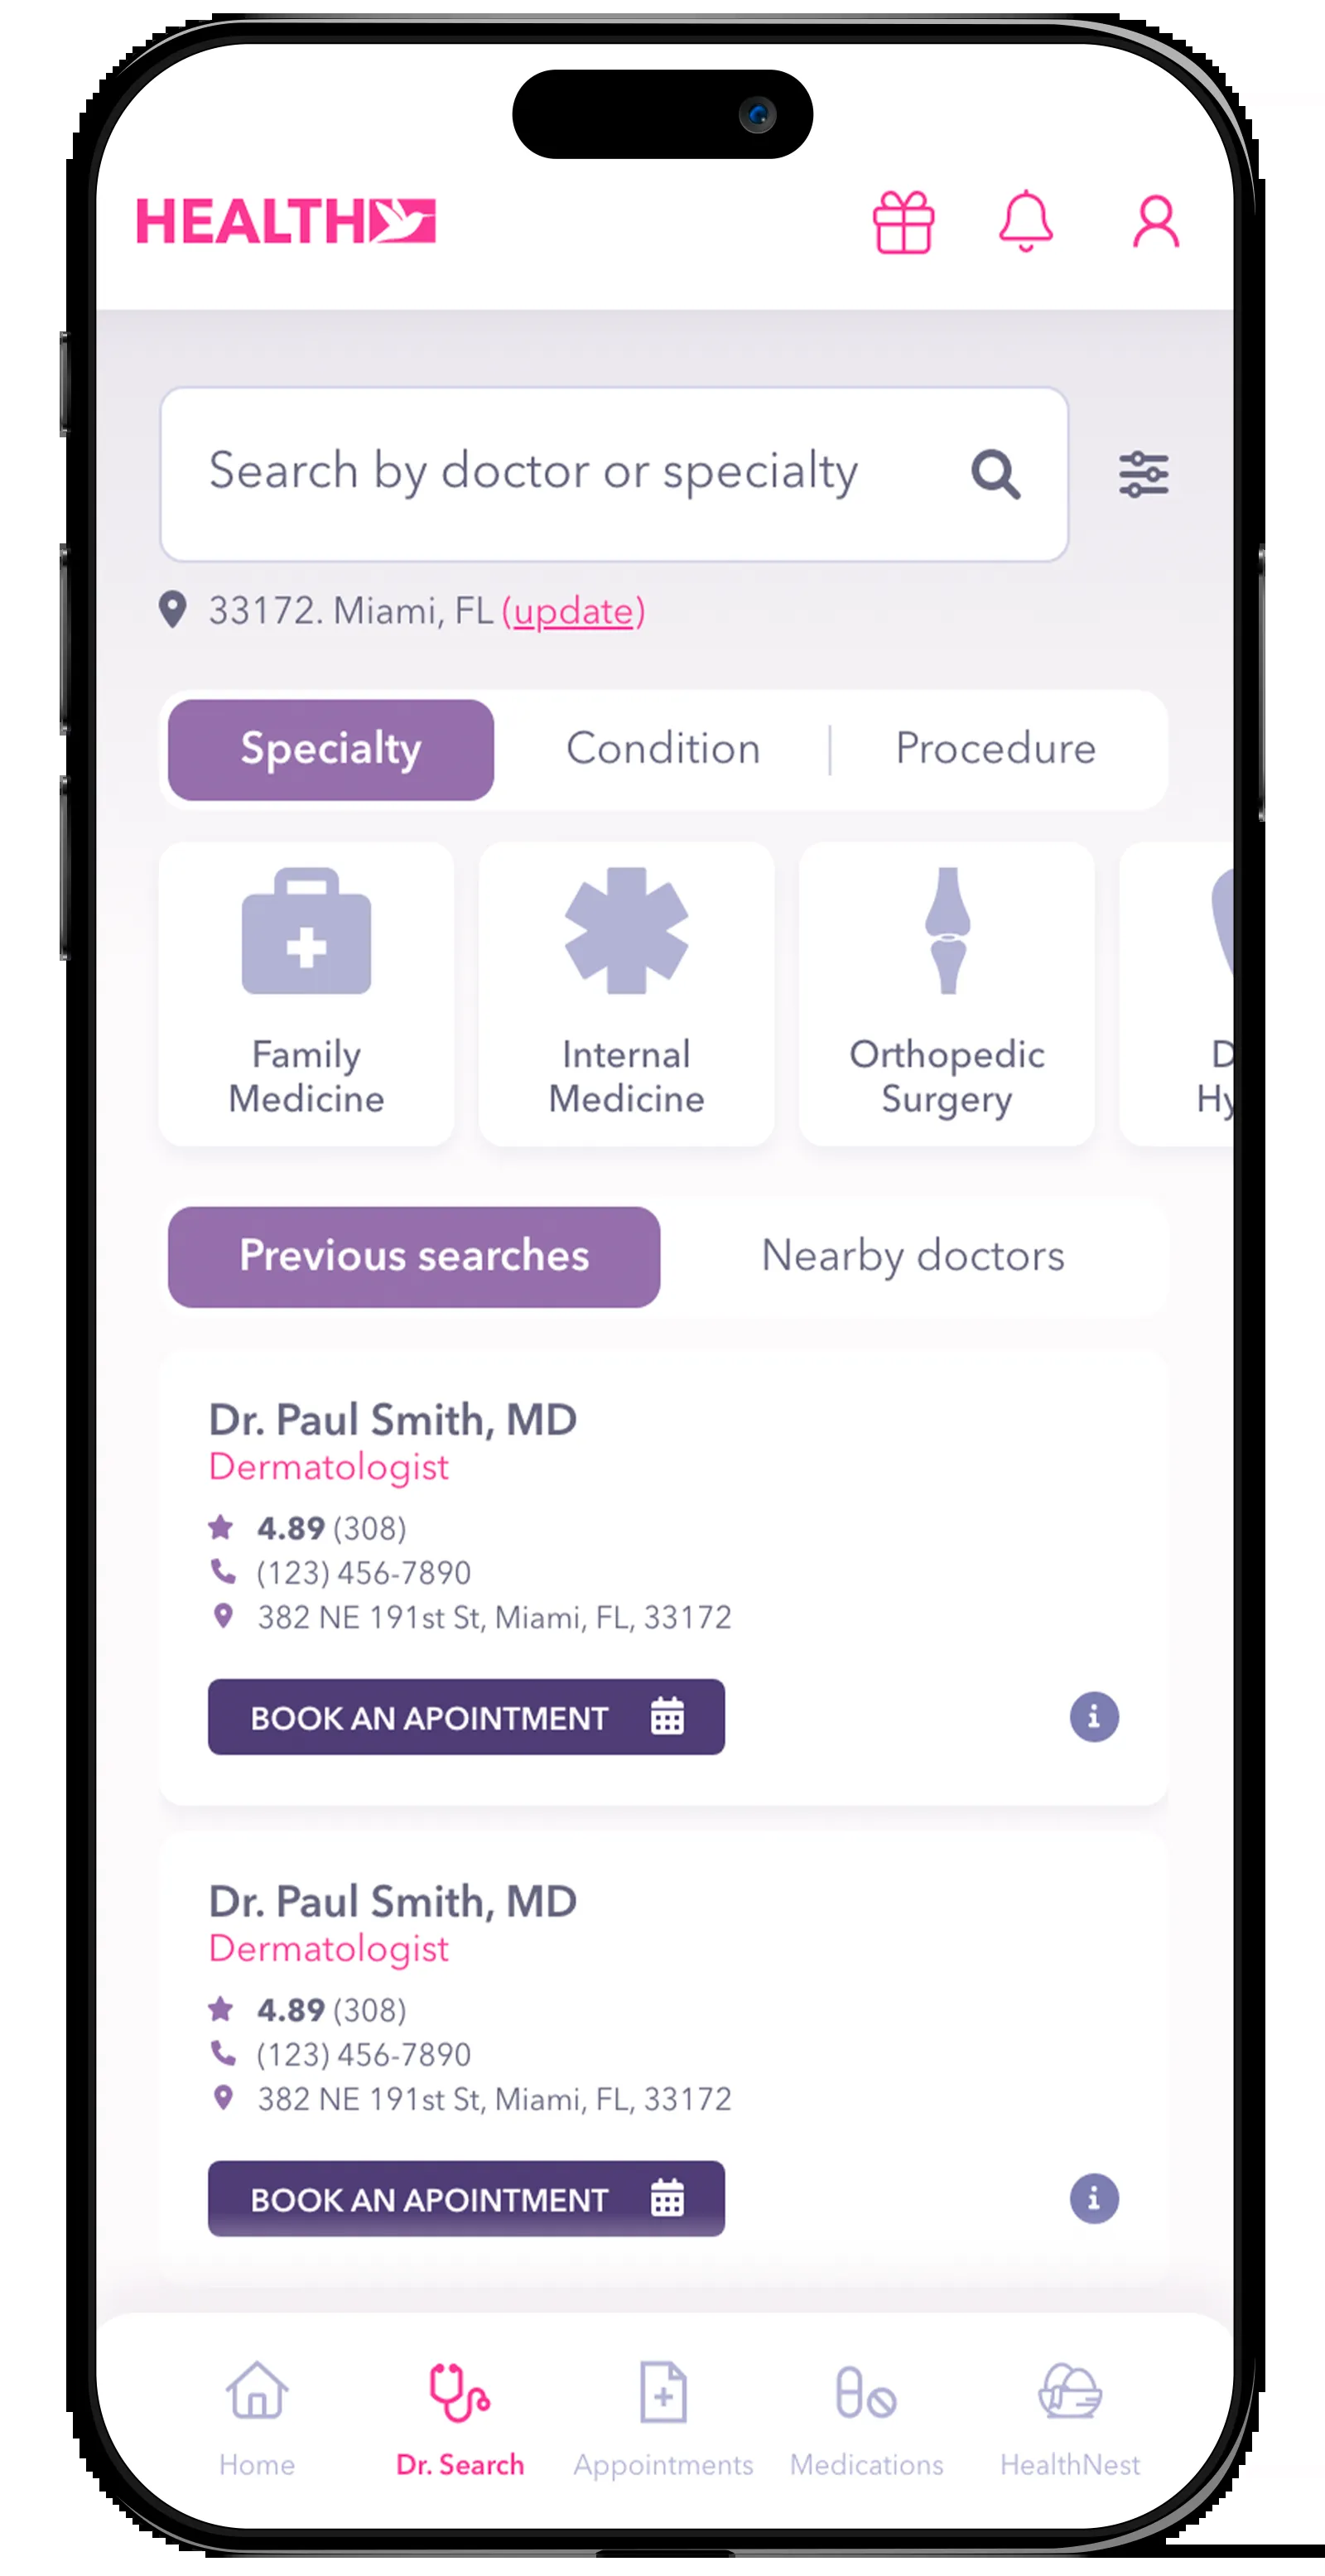 HEALTH
Search by doctor or specialty
33172. Miami, FL (update)
Specialty
Condition
Procedure
Family
Medicine
Internal
Medicine
Orthopedic
Surgery
D
Hy
Previous searches
Nearby doctors
Dr. Paul Smith, MD
Dermatologist
4.89 (308)
(123) 456-7890
382 NE 191st St, Miami, FL, 33172
BOOK AN APOINTMENT
Dr. Paul Smith, MD
Dermatologist
4.89 (308)
(123) 456-7890
382 NE 191st St, Miami, FL, 33172
BOOK AN APOINTMENT
Home
Dr. Search
Appointments
Medications
HealthNest